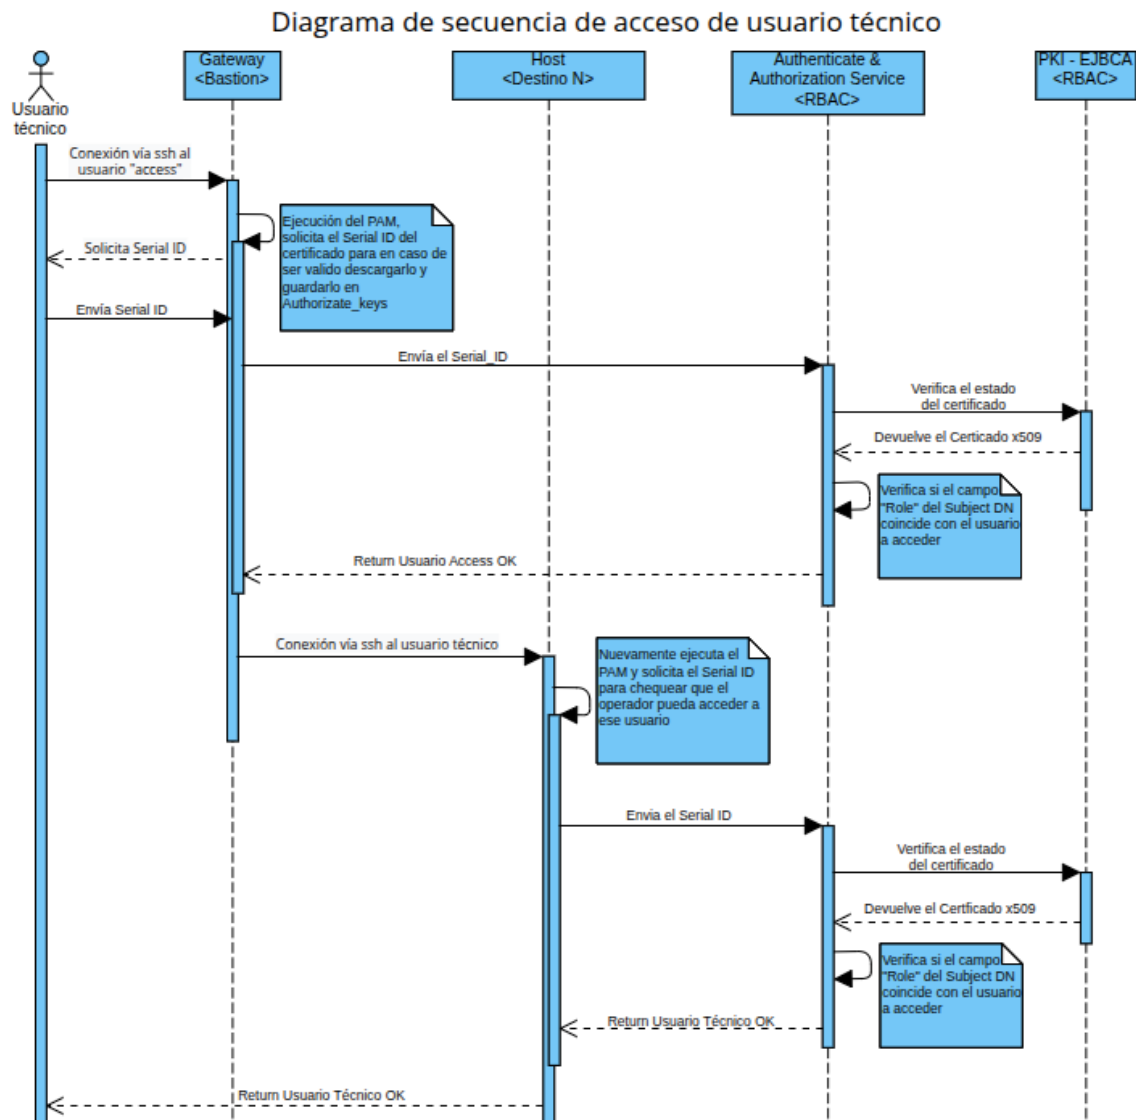 Diagrama de secuencia de acceso de usuario técnico
Usuario
técnico
Gateway
<Bastion>
Host
<Destino N>
Authenticate &
Authorization Service
<RBAC>
PKI - EJBCA
<RBAC>
Conexión vía ssh al
usuario "access"
Ejecución del PAM,
solicita el Serial ID del
certificado para en caso de
ser valido descargarlo y
guardarlo en
Authorizate_keys
Solicita Serial ID
Envía Serial ID
Envía el Serial_ID
Verifica el estado
del certificado
Devuelve el Certicado x509
Verifica si el campo
"Role" del Subject DN
coincide con el usuario
a acceder
Return Usuario Access OK
Conexión vía ssh al usuario técnico
Nuevamente ejecuta el
PAM y solicita el Serial ID
para chequear que el
operador pueda acceder a
ese usuario
Envia el Serial ID
Vertifica el estado
del certificado
Devuelve el Certficado x509
Verifica si el campo
"Role" del Subject DN
coincide con el usuario
a acceder
Return Usuario Técnico OK
Return Usuario Técnico OK